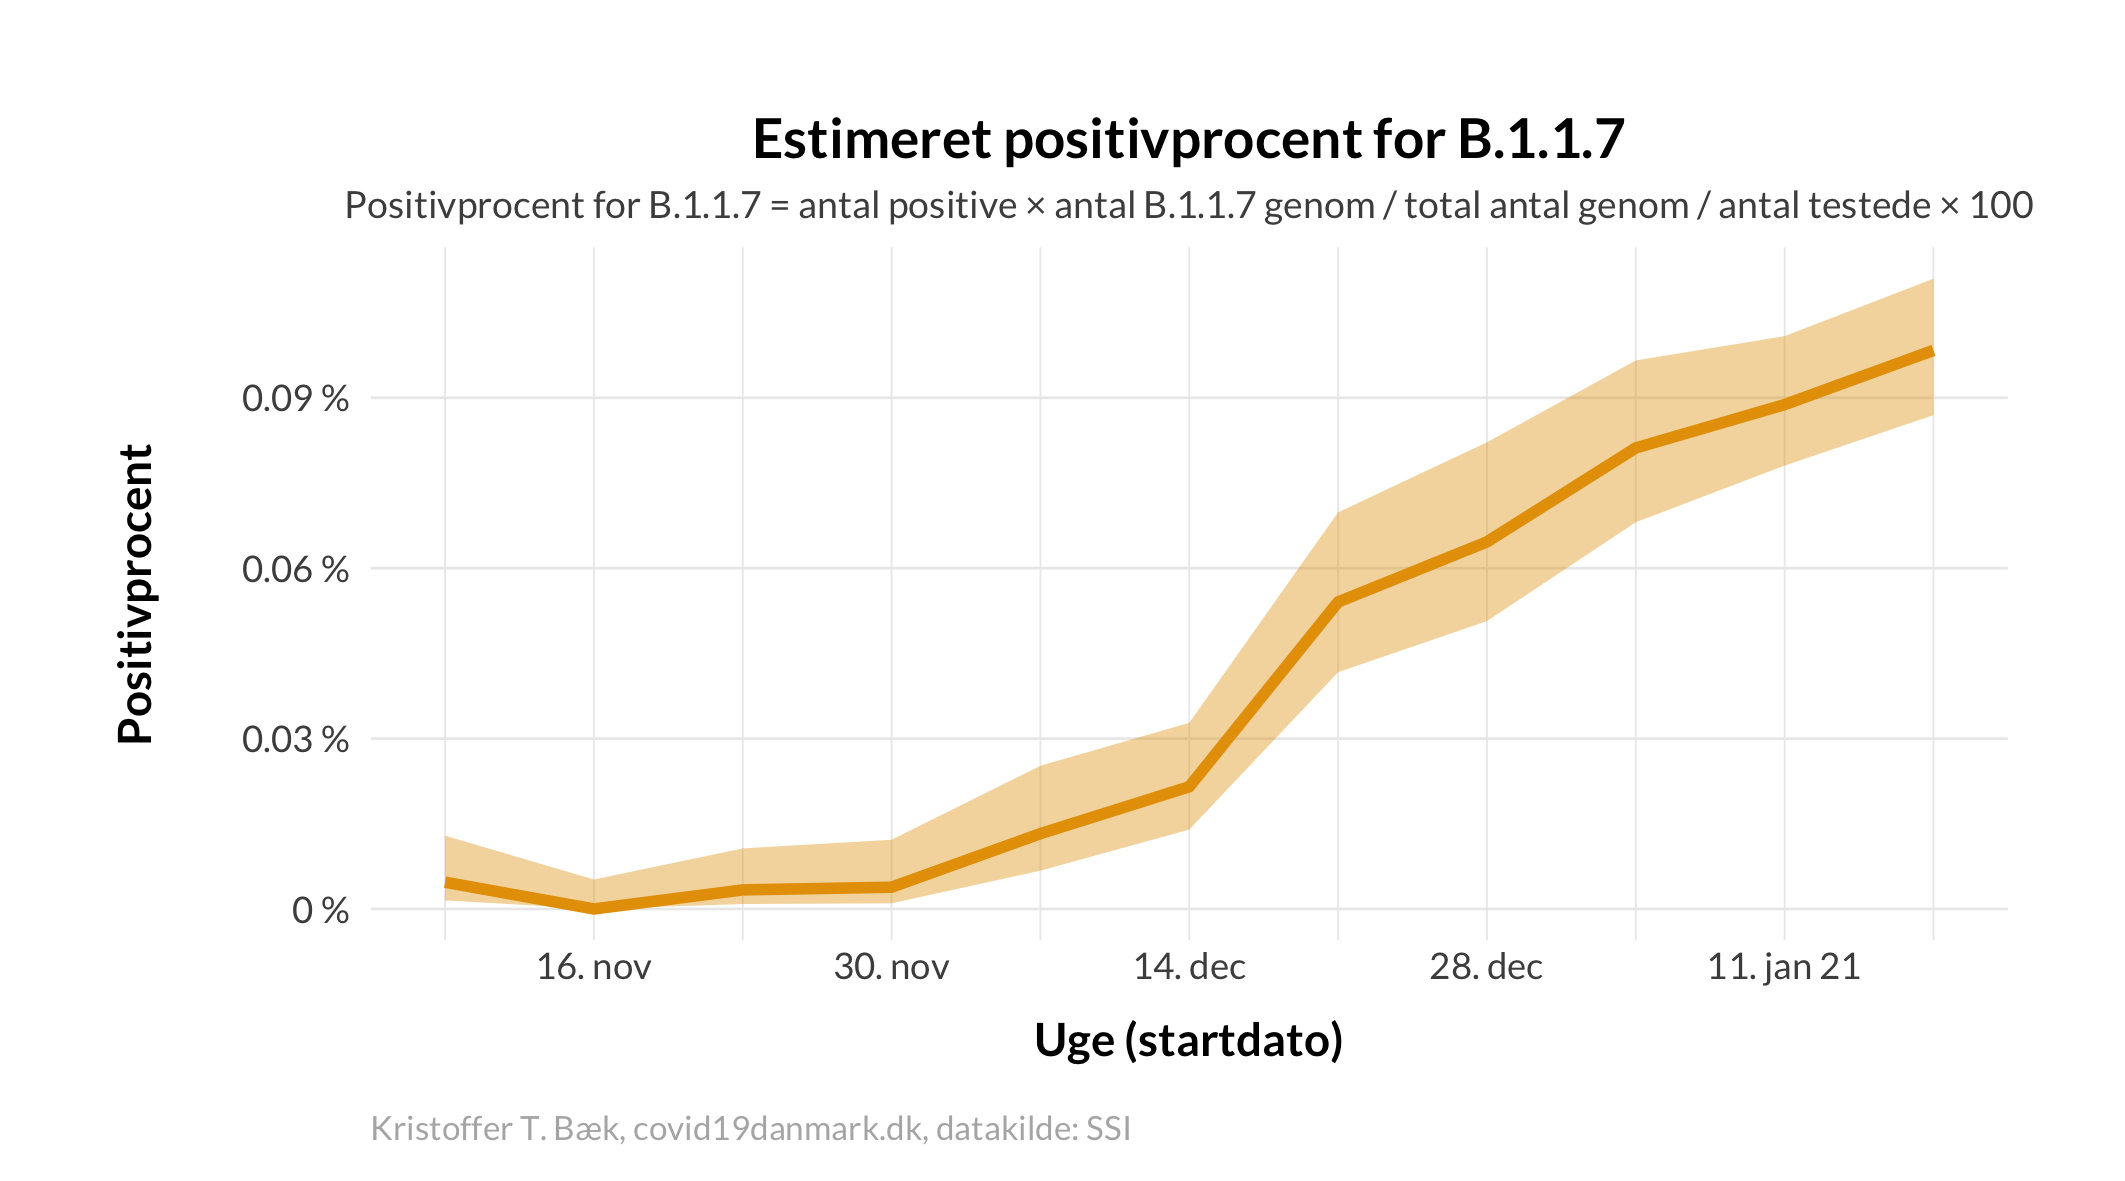 Estimeret positivprocent for B.1.1.7
Positivprocent for B.1.1.7 = antal positive × antal B.1.1.7 genom / total antal genom / antal testede × 100
Positivprocent
0.09 %
0.06 %
0.03 %
0 %
16. nov
30. nov
14. dec
28. dec
11. jan 21
Uge (startdato)
Kristoffer T. Bæk, covid19danmark.dk, datakilde: SSI